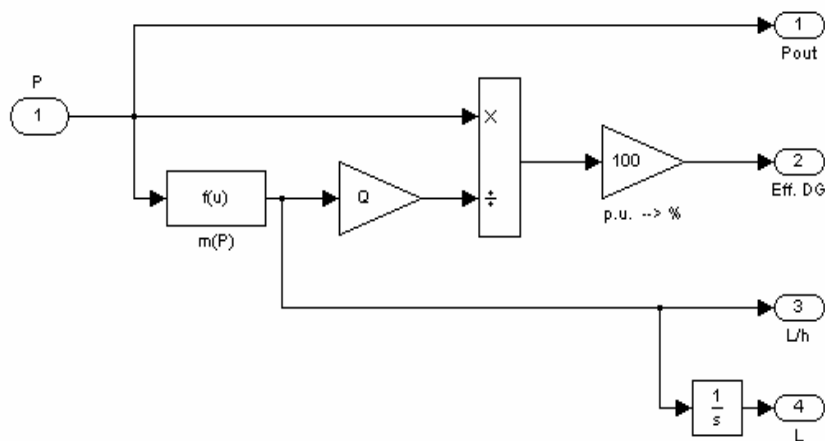 1
Pout
P
1
×
100
2
Eff. DG
p.u. --> %
f(u)
m(P)
Q
÷
3
L/h
1
s
4
L